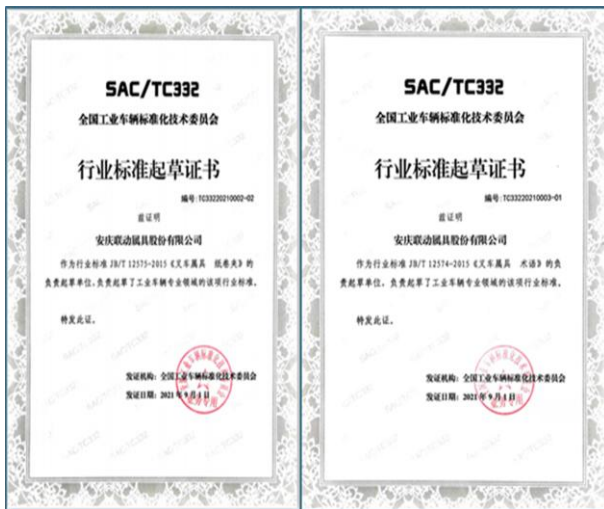 SAC/TC332
全国工业车辆标准化技术委员会
行业标准起草证书
编号:TC33220210002-02
兹证明
安庆联动属具股份有限公司
作为行业标准 JB/T 12575-2015《叉车属具 纸卷夹》的
负责起草单位,负责起草了工业车辆专业领域的该项行业标准。
特发此证。
发证机构:全国工业车辆标准化技术委员会
发证日期:2021年9月1日
SAC/TC332
全国工业车辆标准化技术委员会
行业标准起草证书
编号:TC33220210003-01
兹证明
安庆联动属具股份有限公司
作为行业标准 JB/T 12574-2015《叉车属具 术语》的负
责起草单位,负责起草了工业车辆专业领域的该项行业标准。
特发此证。
发证机构:全国工业车辆标准化技术委员会
发证日期:2021年9月1日